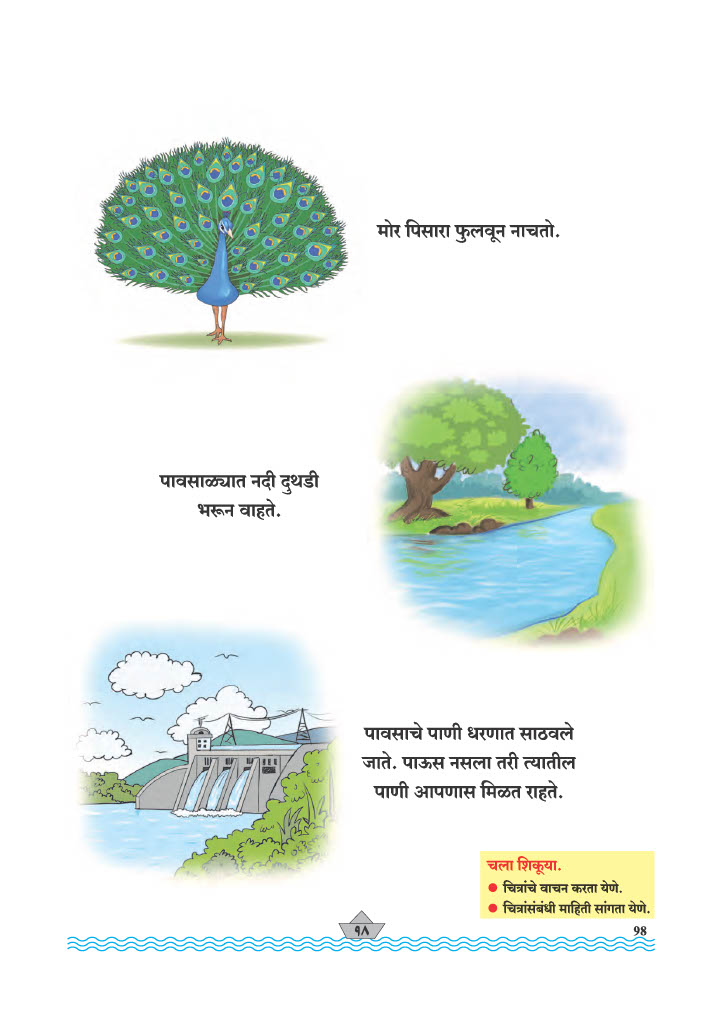 मोर पिसारा फुलवून नाचतो.
पावसाळ्यात नदी दुथडी
भरून वाहते.
पावसाचे पाणी धरणात साठवले
जाते. पाऊस नसला तरी त्यातील
पाणी आपणास मिळत राहते.
चला शिकूया.
● चित्रांचे वाचन करता येणे.
● चित्रांसंबंधी माहिती सांगता येणे.
९८
98